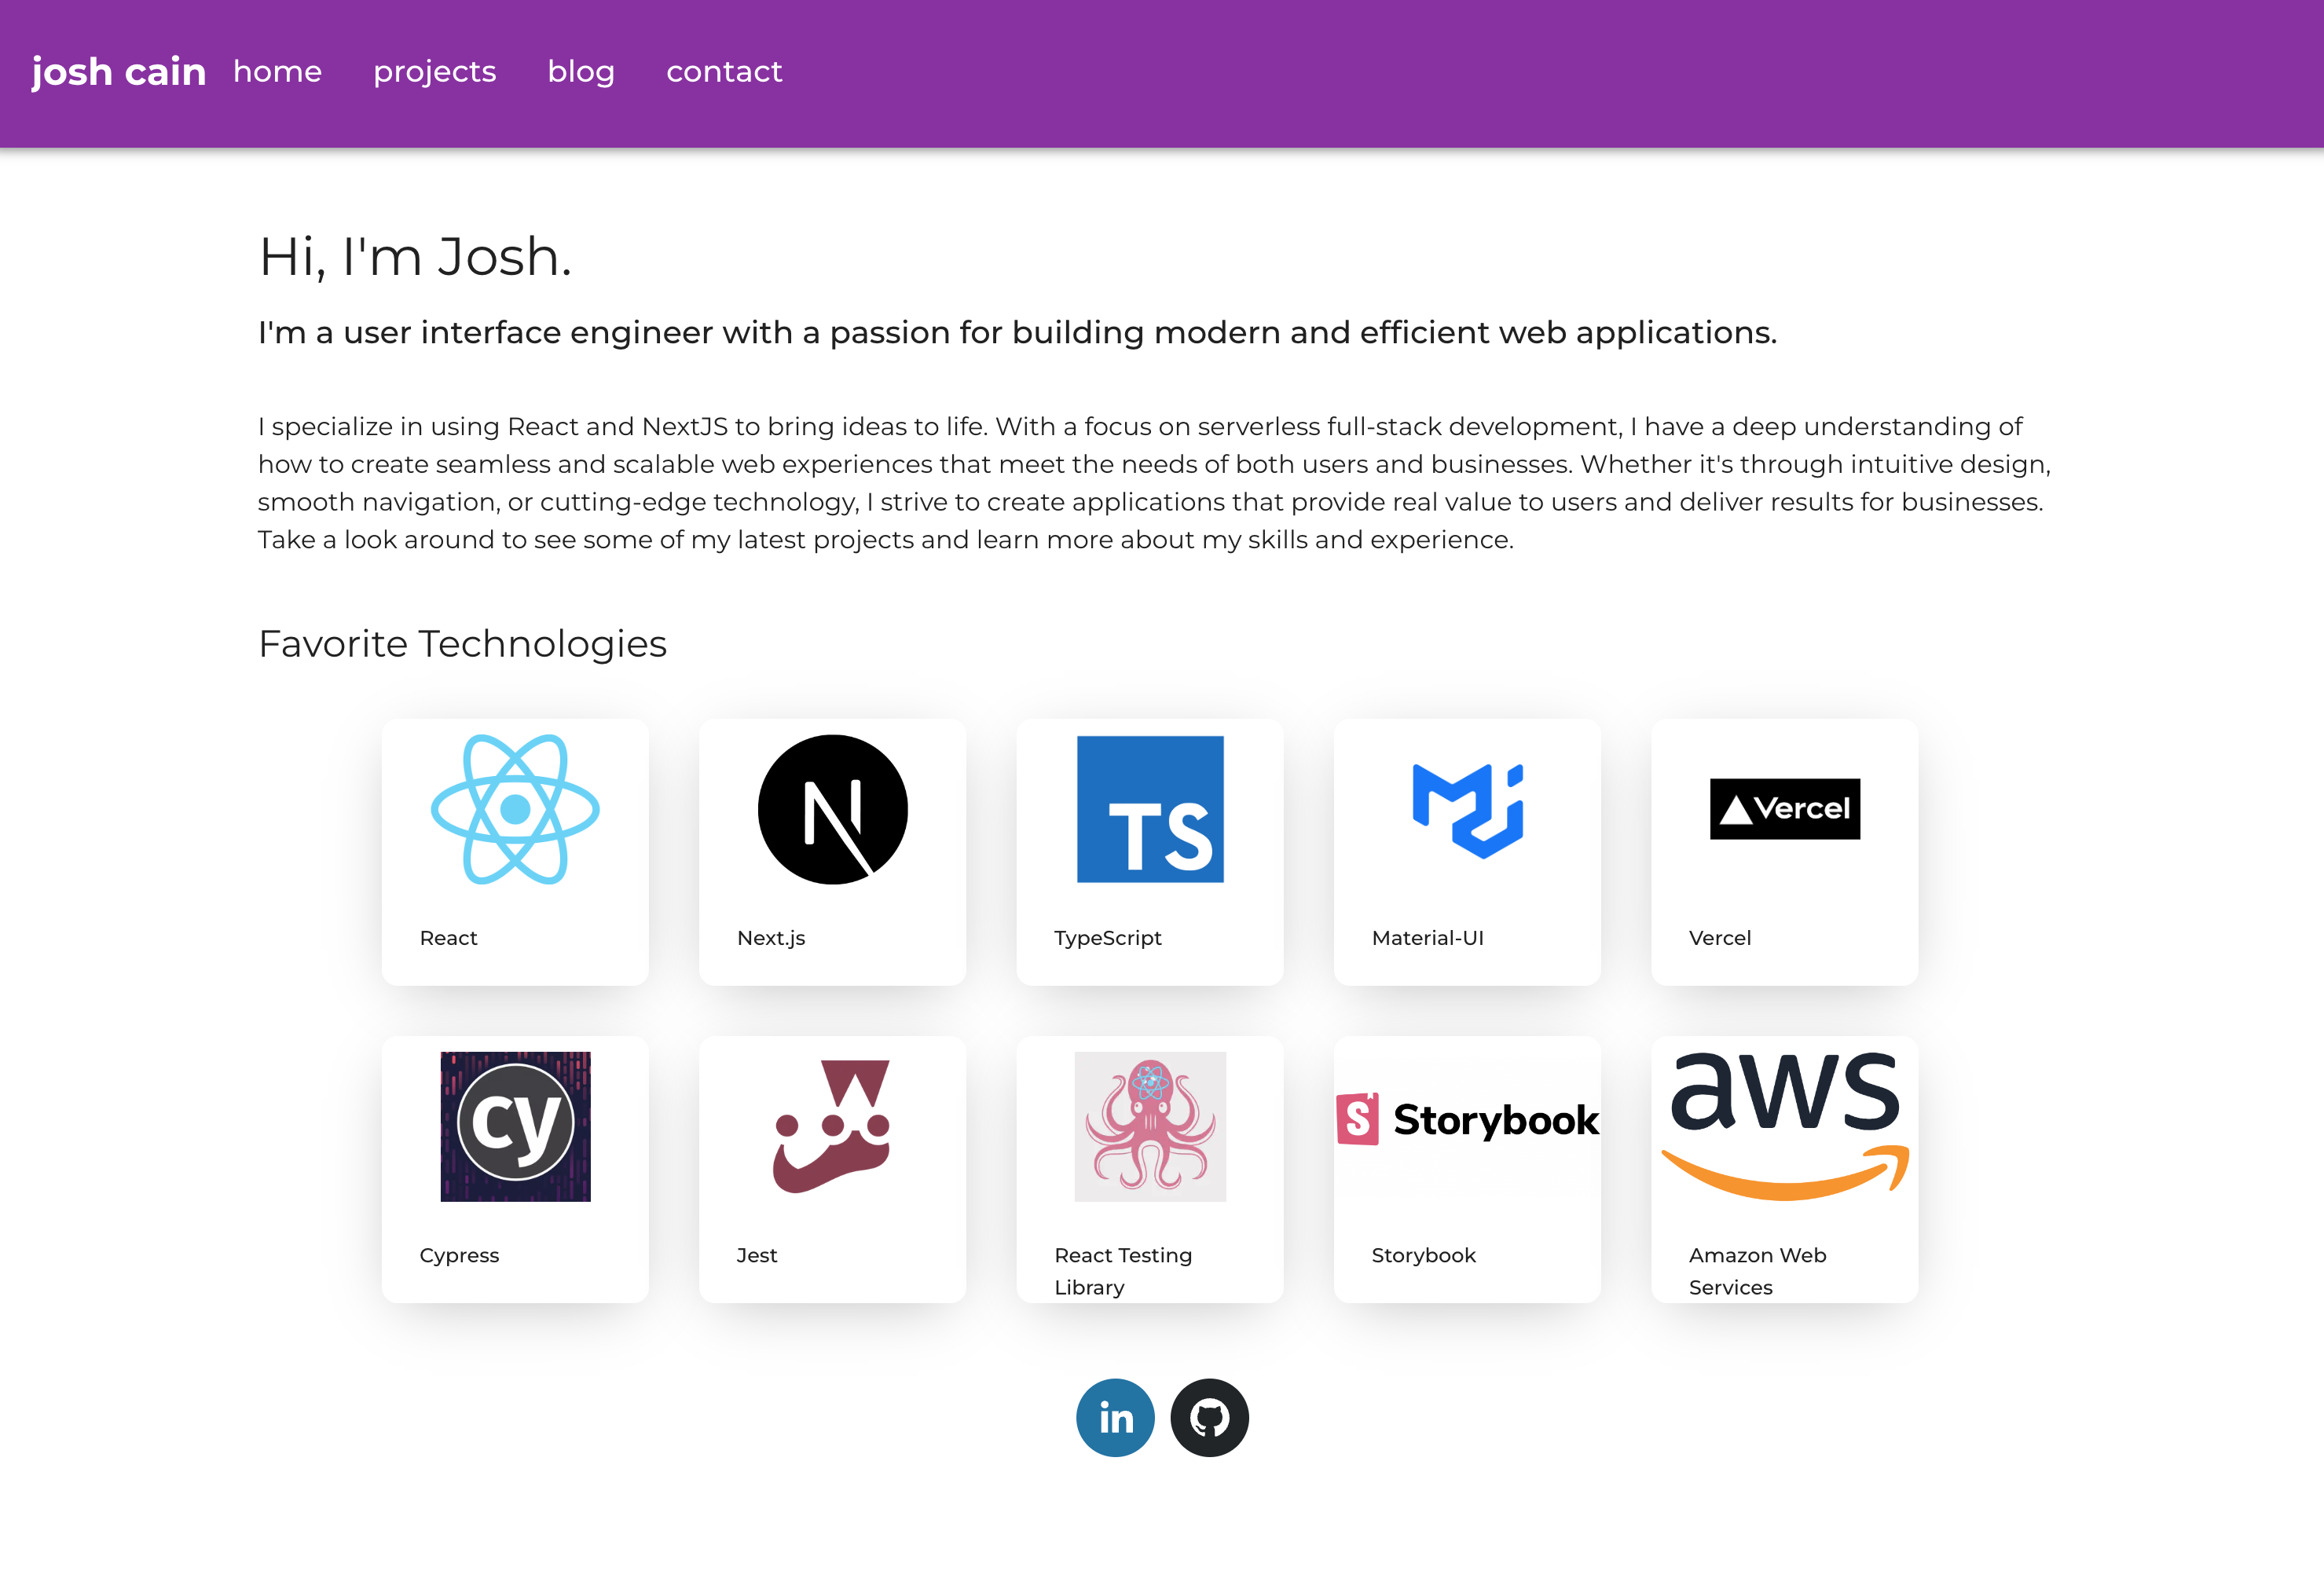 josh cain home projects blog contact
Hi, I'm Josh.
I'm a user interface engineer with a passion for building modern and efficient web applications.
I specialize in using React and NextJS to bring ideas to life. With a focus on serverless full-stack development, I have a deep understanding of
how to create seamless and scalable web experiences that meet the needs of both users and businesses. Whether it's through intuitive design,
smooth navigation, or cutting-edge technology, I strive to create applications that provide real value to users and deliver results for businesses.
Take a look around to see some of my latest projects and learn more about my skills and experience.
Favorite Technologies
N
TS
Vercel
React
Next.js
TypeScript
Material-UI
Vercel
cy
S Storybook
aws
Cypress
Jest
React Testing
Library
Storybook
Amazon Web
Services
in